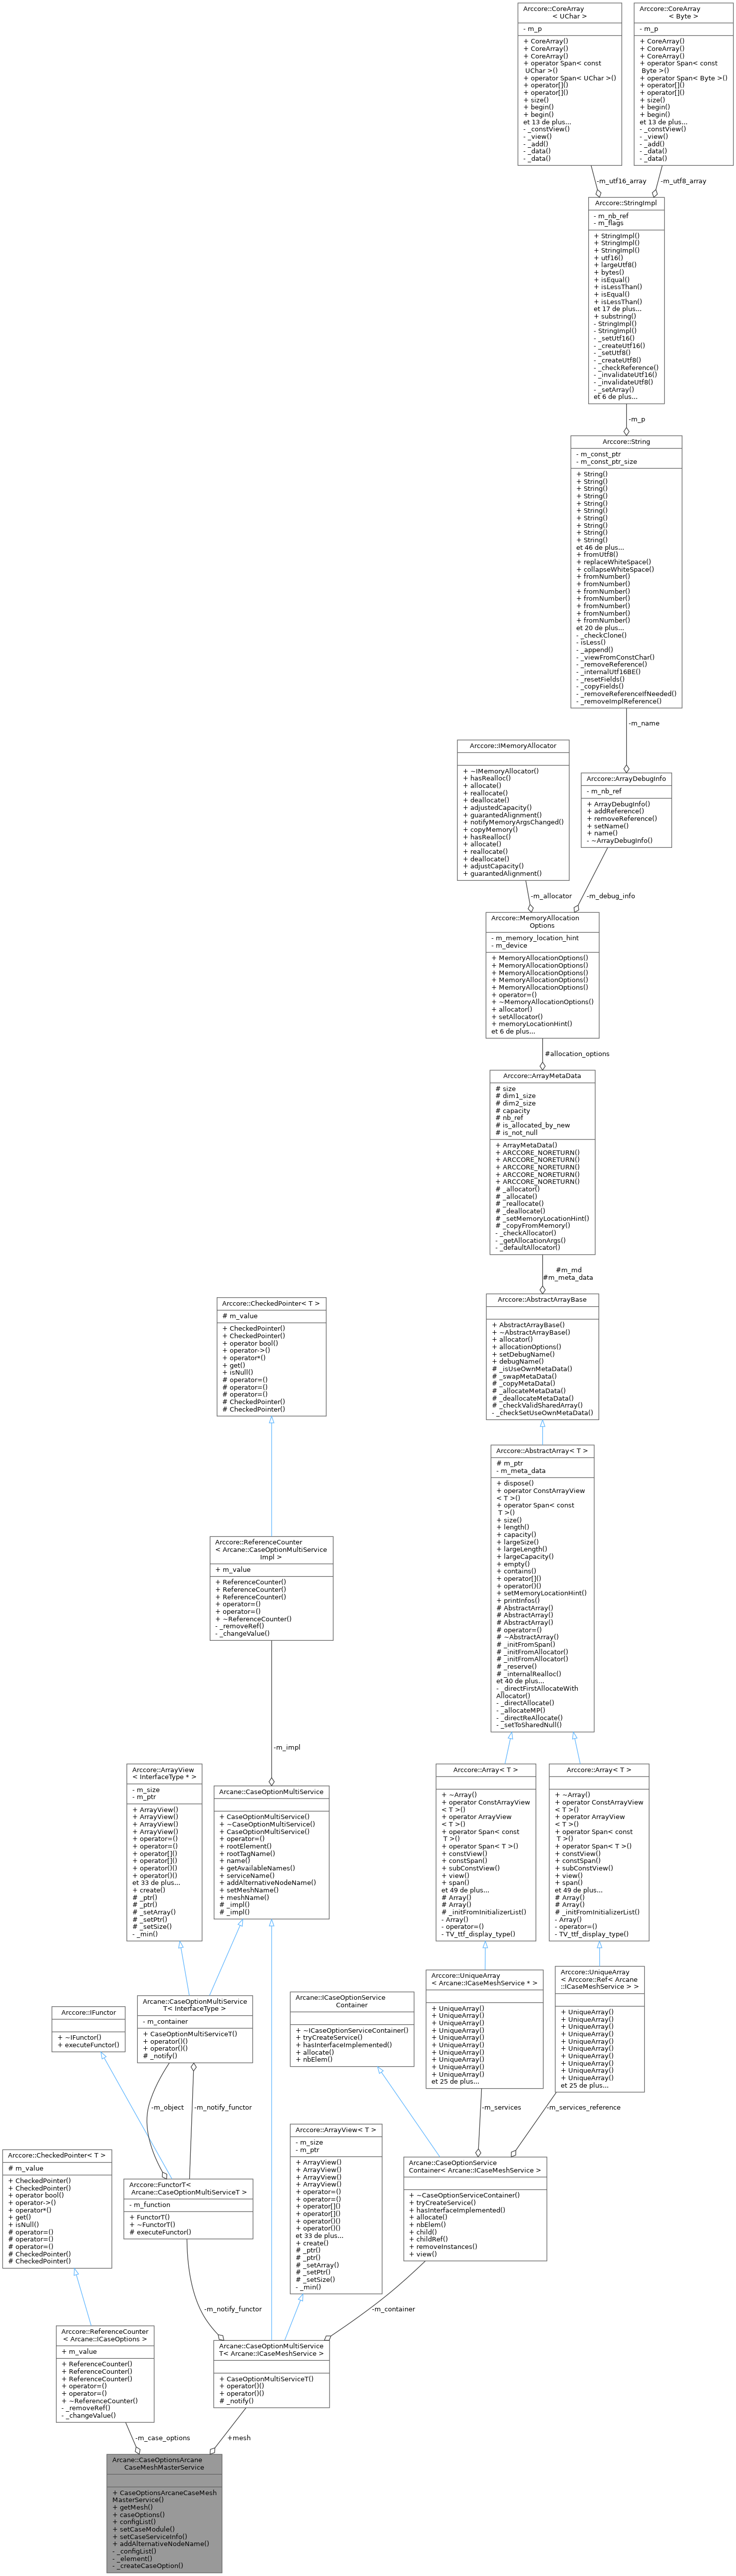 Arccore::CoreArray
< UChar >
- m_p
+ CoreArray()
+ CoreArray()
+ CoreArray()
+ operator Span< const
UChar >()
+ operator Span< UChar >()
+ operator[]()
+ operator[]()
+ size()
+ begin()
+ begin()
et 13 de plus...
- _constView()
- _view()
- _add()
- _data()
- _data()
Arccore::CoreArray
< Byte >
- m_p
+ CoreArray()
+ CoreArray()
+ CoreArray()
+ operator Span< const
Byte >()
+ operator Span< Byte >()
+ operator[]()
+ operator[]()
+ size()
+ begin()
+ begin()
et 13 de plus...
- _constView()
- _view()
- _add()
- _data()
- _data()
-m_utf16_array
-m_utf8_array
Arccore::StringImpl
- m_nb_ref
- m_flags
+ StringImpl()
+ StringImpl()
+ StringImpl()
+ utf16()
+ largeUtf8()
+ bytes()
+ isEqual()
+ isLessThan()
+ isEqual()
+ isLessThan()
et 17 de plus...
+ substring()
- StringImpl()
- StringImpl()
- _setUtf16()
- _createUtf16()
- _setUtf8()
- _createUtf8()
- _checkReference()
- _invalidateUtf16()
- _invalidateUtf8()
- _setArray()
et 6 de plus...
-m_p
Arccore::String
- m_const_ptr
- m_const_ptr_size
+ String()
+ String()
+ String()
+ String()
+ String()
+ String()
+ String()
+ String()
+ String()
+ String()
et 46 de plus...
+ fromUtf8()
+ replaceWhiteSpace()
+ collapseWhiteSpace()
+ fromNumber()
+ fromNumber()
+ fromNumber()
+ fromNumber()
+ fromNumber()
+ fromNumber()
+ fromNumber()
et 20 de plus...
- _checkClone()
- isLess()
- _append()
- _viewFromConstChar()
- _removeReference()
- _internalUtf16BE()
- _resetFields()
- _copyFields()
- _removeReferenceIfNeeded()
- _removeImplReference()
-m_name
Arccore::IMemoryAllocator
+ ~IMemoryAllocator()
+ hasRealloc()
+ allocate()
+ reallocate()
+ deallocate()
+ adjustedCapacity()
+ guarantedAlignment()
+ notifyMemoryArgsChanged()
+ copyMemory()
+ hasRealloc()
+ allocate()
+ reallocate()
+ deallocate()
+ adjustCapacity()
+ guarantedAlignment()
Arccore::ArrayDebugInfo
- m_nb_ref
+ ArrayDebugInfo()
+ addReference()
+ removeReference()
+ setName()
+ name()
- ~ArrayDebugInfo()
-m_allocator
-m_debug_info
Arccore::MemoryAllocation
Options
- m_memory_location_hint
- m_device
+ MemoryAllocationOptions()
+ MemoryAllocationOptions()
+ MemoryAllocationOptions()
+ MemoryAllocationOptions()
+ MemoryAllocationOptions()
+ operator=()
+ ~MemoryAllocationOptions()
+ allocator()
+ setAllocator()
+ memoryLocationHint()
et 6 de plus...
#allocation_options
Arccore::ArrayMetaData
# size
# dim1_size
# dim2_size
# capacity
# nb_ref
# is_allocated_by_new
# is_not_null
+ ArrayMetaData()
+ ARCCORE_NORETURN()
+ ARCCORE_NORETURN()
+ ARCCORE_NORETURN()
+ ARCCORE_NORETURN()
+ ARCCORE_NORETURN()
# _allocator()
# _allocate()
# _reallocate()
# _deallocate()
# _setMemoryLocationHint()
# _copyFromMemory()
- _checkAllocator()
- _getAllocationArgs()
- _defaultAllocator()
#m_md
#m_meta_data
Arccore::AbstractArrayBase
+ AbstractArrayBase()
+ ~AbstractArrayBase()
+ allocator()
+ allocationOptions()
+ setDebugName()
+ debugName()
# _isUseOwnMetaData()
# _swapMetaData()
# _copyMetaData()
# _allocateMetaData()
# _deallocateMetaData()
# _checkValidSharedArray()
- _checkSetUseOwnMetaData()
Arccore::CheckedPointer< T >
# m_value
+ CheckedPointer()
+ CheckedPointer()
+ operator bool()
+ operator->()
+ operator*()
+ get()
+ isNull()
# operator=()
# operator=()
# operator=()
# CheckedPointer()
# CheckedPointer()
Arccore::AbstractArray< T >
# m_ptr
- m_meta_data
+ dispose()
+ operator ConstArrayView
< T >()
+ operator Span< const
T >()
+ size()
+ length()
+ capacity()
+ largeSize()
+ largeLength()
+ largeCapacity()
+ empty()
+ contains()
+ operator[]()
+ operator()()
+ setMemoryLocationHint()
+ printInfos()
# AbstractArray()
# AbstractArray()
# AbstractArray()
# operator=()
# ~AbstractArray()
# _initFromSpan()
# _initFromAllocator()
# _initFromAllocator()
# _reserve()
# _internalRealloc()
et 40 de plus...
- _directFirstAllocateWith
Allocator()
- _directAllocate()
- _allocateMP()
- _directReAllocate()
- _setToSharedNull()
Arccore::ReferenceCounter
< Arcane::CaseOptionMultiService
Impl >
+ m_value
+ ReferenceCounter()
+ ReferenceCounter()
+ ReferenceCounter()
+ operator=()
+ operator=()
+ ~ReferenceCounter()
- _removeRef()
- _changeValue()
-m_impl
Arccore::ArrayView
< InterfaceType * >
- m_size
- m_ptr
+ ArrayView()
+ ArrayView()
+ ArrayView()
+ ArrayView()
+ operator=()
+ operator=()
+ operator[]()
+ operator[]()
+ operator()()
+ operator()()
et 33 de plus...
+ create()
# _ptr()
# _ptr()
# _setArray()
# _setPtr()
# _setSize()
- _min()
Arcane::CaseOptionMultiService
+ CaseOptionMultiService()
+ ~CaseOptionMultiService()
+ CaseOptionMultiService()
+ operator=()
+ rootElement()
+ rootTagName()
+ name()
+ getAvailableNames()
+ serviceName()
+ addAlternativeNodeName()
+ setMeshName()
+ meshName()
# _impl()
# _impl()
Arccore::Array< T >
+ ~Array()
+ operator ConstArrayView
< T >()
+ operator ArrayView
< T >()
+ operator Span< const
T >()
+ operator Span< T >()
+ constView()
+ constSpan()
+ subConstView()
+ view()
+ span()
et 49 de plus...
# Array()
# Array()
# _initFromInitializerList()
- Array()
- operator=()
- TV_ttf_display_type()
Arccore::Array< T >
+ ~Array()
+ operator ConstArrayView
< T >()
+ operator ArrayView
< T >()
+ operator Span< const
T >()
+ operator Span< T >()
+ constView()
+ constSpan()
+ subConstView()
+ view()
+ span()
et 49 de plus...
# Array()
# Array()
# _initFromInitializerList()
- Array()
- operator=()
- TV_ttf_display_type()
Arccore::UniqueArray
< Arcane::ICaseMeshService * >
+ UniqueArray()
+ UniqueArray()
+ UniqueArray()
+ UniqueArray()
+ UniqueArray()
+ UniqueArray()
+ UniqueArray()
+ UniqueArray()
+ UniqueArray()
+ UniqueArray()
et 25 de plus...
Arccore::UniqueArray
< Arccore::Ref< Arcane
::ICaseMeshService > >
+ UniqueArray()
+ UniqueArray()
+ UniqueArray()
+ UniqueArray()
+ UniqueArray()
+ UniqueArray()
+ UniqueArray()
+ UniqueArray()
+ UniqueArray()
+ UniqueArray()
et 25 de plus...
Arcane::IFunctor
+ ~IFunctor()
+ executeFunctor()
Arcane::CaseOptionMultiService
T< InterfaceType >
- m_container
+ CaseOptionMultiServiceT()
+ operator()()
+ operator()()
# _notify()
Arcane::ICaseOptionService
Container
+ ~ICaseOptionServiceContainer()
+ tryCreateService()
+ hasInterfaceImplemented()
+ allocate()
+ nbElem()
-m_object
-m_notify_functor
-m_services
-m_services_reference
Arccore::CheckedPointer< T >
# m_value
+ CheckedPointer()
+ CheckedPointer()
+ operator bool()
+ operator->()
+ operator*()
+ get()
+ isNull()
# operator=()
# operator=()
# operator=()
# CheckedPointer()
# CheckedPointer()
Arccore::FunctorT<
Arcane::CaseOptionMultiServiceT >
- m_function
+ FunctorT()
+ ~FunctorT()
# executeFunctor()
Arccore::ArrayView< T >
- m_size
- m_ptr
+ ArrayView()
+ ArrayView()
+ ArrayView()
+ ArrayView()
+ operator=()
+ operator=()
+ operator[]()
+ operator[]()
+ operator()()
+ operator()()
et 33 de plus...
+ create()
# _ptr()
# _ptr()
# _setArray()
# _setPtr()
# _setSize()
- _min()
Arcane::CaseOptionService
Container< Arcane::ICaseMeshService >
+ ~CaseOptionServiceContainer()
+ tryCreateService()
+ hasInterfaceImplemented()
+ allocate()
+ nbElem()
+ child()
+ childRef()
+ removeInstances()
+ view()
-m_notify_functor
-m_container
Arccore::ReferenceCounter
< Arcane::ICaseOptions >
+ m_value
+ ReferenceCounter()
+ ReferenceCounter()
+ ReferenceCounter()
+ operator=()
+ operator=()
+ ~ReferenceCounter()
- _removeRef()
- _changeValue()
Arcane::CaseOptionMultiService
T< Arcane::ICaseMeshService >
+ CaseOptionMultiServiceT()
+ operator()()
+ operator()()
# _notify()
-m_case_options
+mesh
Arcane::CaseOptionsArcane
CaseMeshMasterService
+ CaseOptionsArcaneCaseMesh
MasterService()
+ getMesh()
+ caseOptions()
+ configList()
+ setCaseModule()
+ setCaseServiceInfo()
+ addAlternativeNodeName()
- _configList()
- _element()
- _createCaseOption()